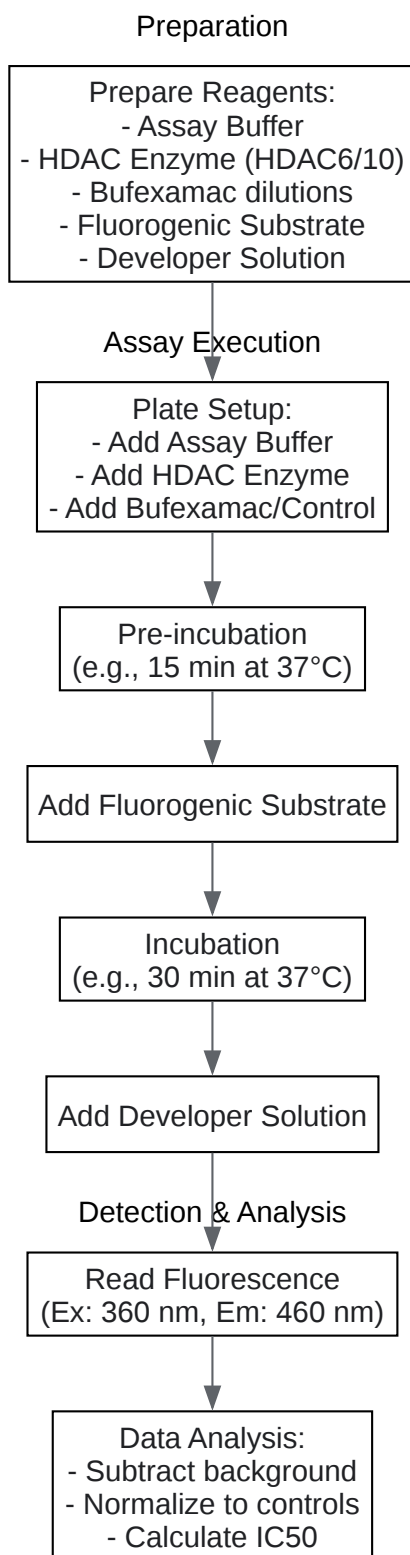 Preparation
Prepare Reagents:
- Assay Buffer
- HDAC Enzyme (HDAC6/10)
- Bufexamac dilutions
- Fluorogenic Substrate
- Developer Solution
Assay Execution
Plate Setup:
- Add Assay Buffer
- Add HDAC Enzyme
- Add Bufexamac/Control
Pre-incubation
(e.g., 15 min at 37°C)
Add Fluorogenic Substrate
Incubation
(e.g., 30 min at 37°C)
Add Developer Solution
Detection & Analysis
Read Fluorescence
(Ex: 360 nm, Em: 460 nm)
Data Analysis:
- Subtract background
- Normalize to controls
- Calculate IC50